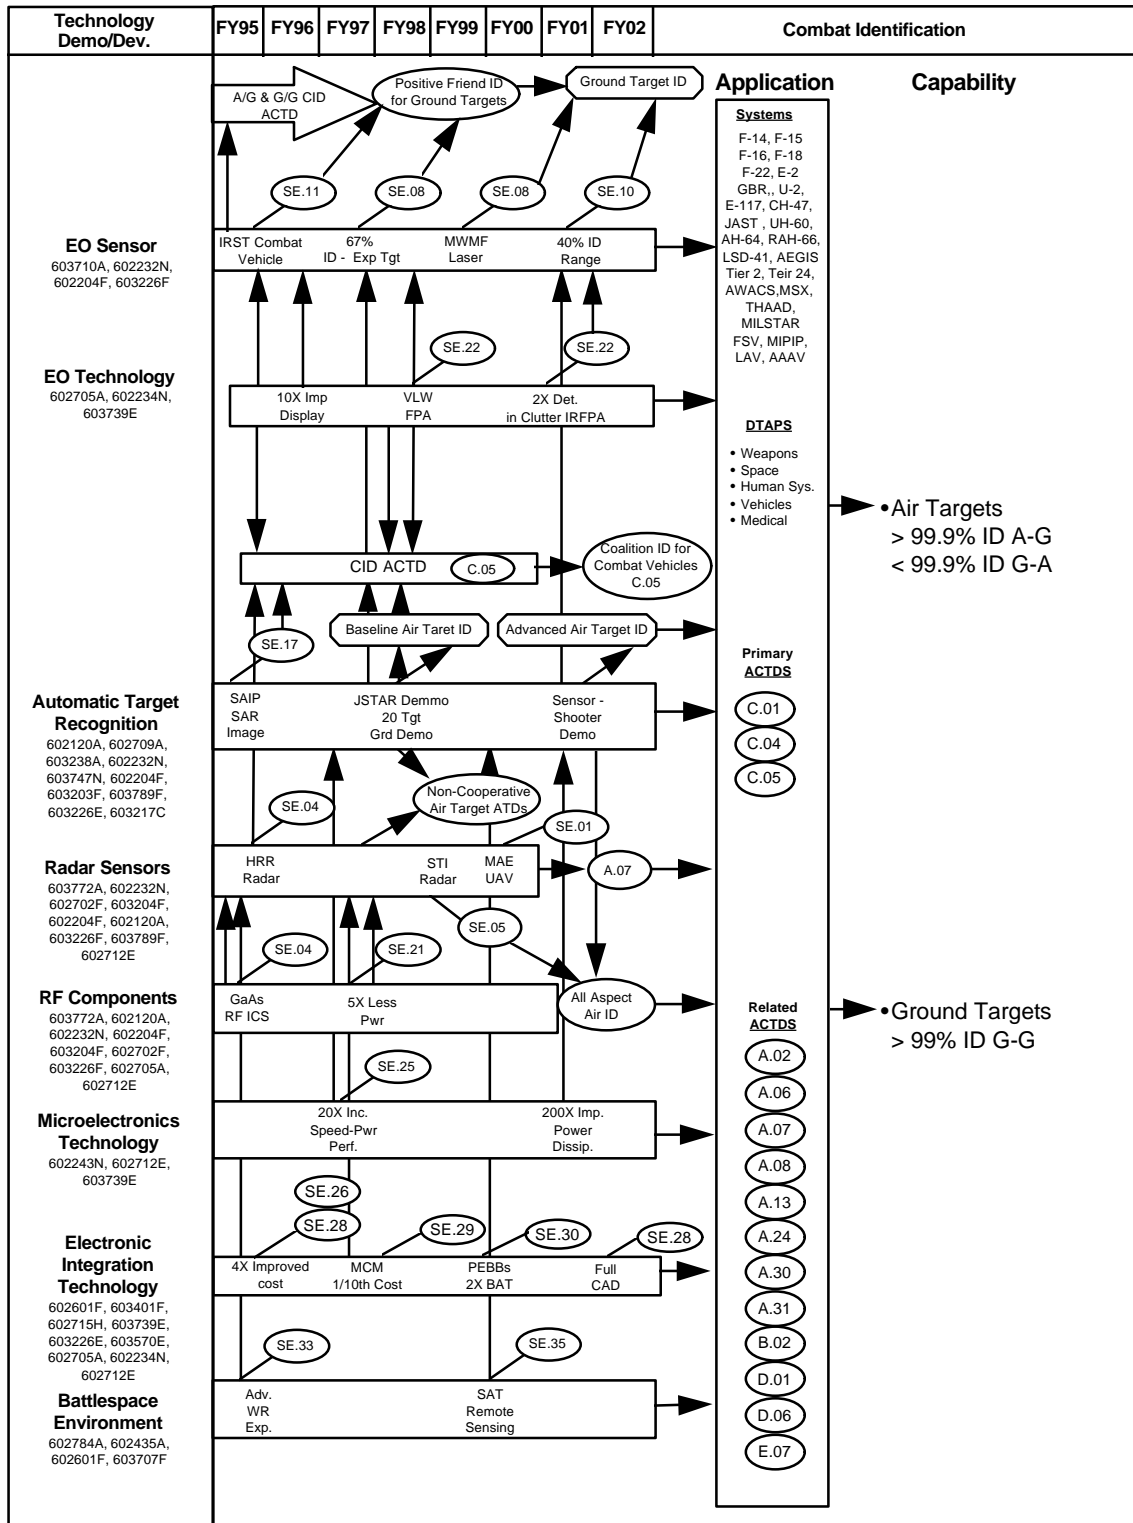 Technology
Demo/Dev.
FY95
FY96
FY97
FY98
FY99
FY00
FY01
FY02
Combat Identification
A/G & G/G CID
ACTD
Positive Friend ID
for Ground Targets
Ground Target ID
Application
Capability
SE.11
SE.08
SE.08
SE.10
EO Sensor
603710A, 602232N,
602204F, 603226F
IRST Combat
Vehicle
67%
ID - Exp Tgt
MWMF
Laser
40% ID
Range
SE.22
SE.22
EO Technology
602705A, 602234N,
603739E
10X Imp
Display
VLW
FPA
2X Det.
in Clutter IRFPA
CID ACTD
C.05
Coalition ID for
Combat Vehicles
C.05
Baseline Air Taret ID
Advanced Air Target ID
SE.17
Automatic Target
Recognition
602120A, 602709A,
603238A, 602232N,
603747N, 602204F,
603203F, 603789F,
603226E, 603217C
SAIP
SAR
Image
JSTAR Demmo
20 Tgt
Grd Demo
Sensor -
Shooter
Demo
Non-Cooperative
Air Target ATDs
SE.04
SE.01
Radar Sensors
603772A, 602232N,
602702F, 603204F,
602204F, 602120A,
603226F, 603789F,
602712E
HRR
Radar
STI
Radar
MAE
UAV
A.07
SE.04
SE.21
SE.05
RF Components
603772A, 602120A,
602232N, 602204F,
603204F, 602702F,
603226F, 602705A,
602712E
GaAs
RF ICS
5X Less
Pwr
All Aspect
Air ID
SE.25
Microelectronics
Technology
602243N, 602712E,
603739E
20X Inc.
Speed-Pwr
Perf.
200X Imp.
Power
Dissip.
SE.26
SE.28
SE.29
SE.30
SE.28
Electronic
Integration
Technology
602601F, 603401F,
602715H, 603739E,
603226E, 603570E,
602705A, 602234N,
602712E
4X Improved
cost
MCM
1/10th Cost
PEBBs
2X BAT
Full
CAD
SE.33
SE.35
Battlespace
Environment
602784A, 602435A,
602601F, 603707F
Adv.
WR
Exp.
SAT
Remote
Sensing
Systems
F-14, F-15
F-16, F-18
F-22, E-2
GBR,, U-2,
E-117, CH-47,
JAST , UH-60,
AH-64, RAH-66,
LSD-41, AEGIS
Tier 2, Teir 24,
AWACS,MSX,
THAAD,
MILSTAR
FSV, MIPIP,
LAV, AAAV
DTAPS
• Weapons
• Space
• Human Sys.
• Vehicles
• Medical
Primary
ACTDS
C.01
C.04
C.05
Related
ACTDS
A.02
A.06
A.07
A.08
A.13
A.24
A.30
A.31
B.02
D.01
D.06
E.07
•Air Targets
> 99.9% ID A-G
< 99.9% ID G-A
•Ground Targets
> 99% ID G-G